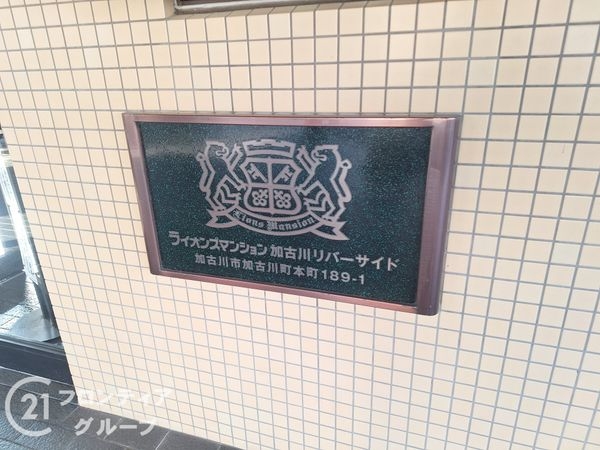 Lions Mansion
ライオンズマンション加古川リバーサイド
加古川市加古川町本町189-1
C21 フロンティア
グループ